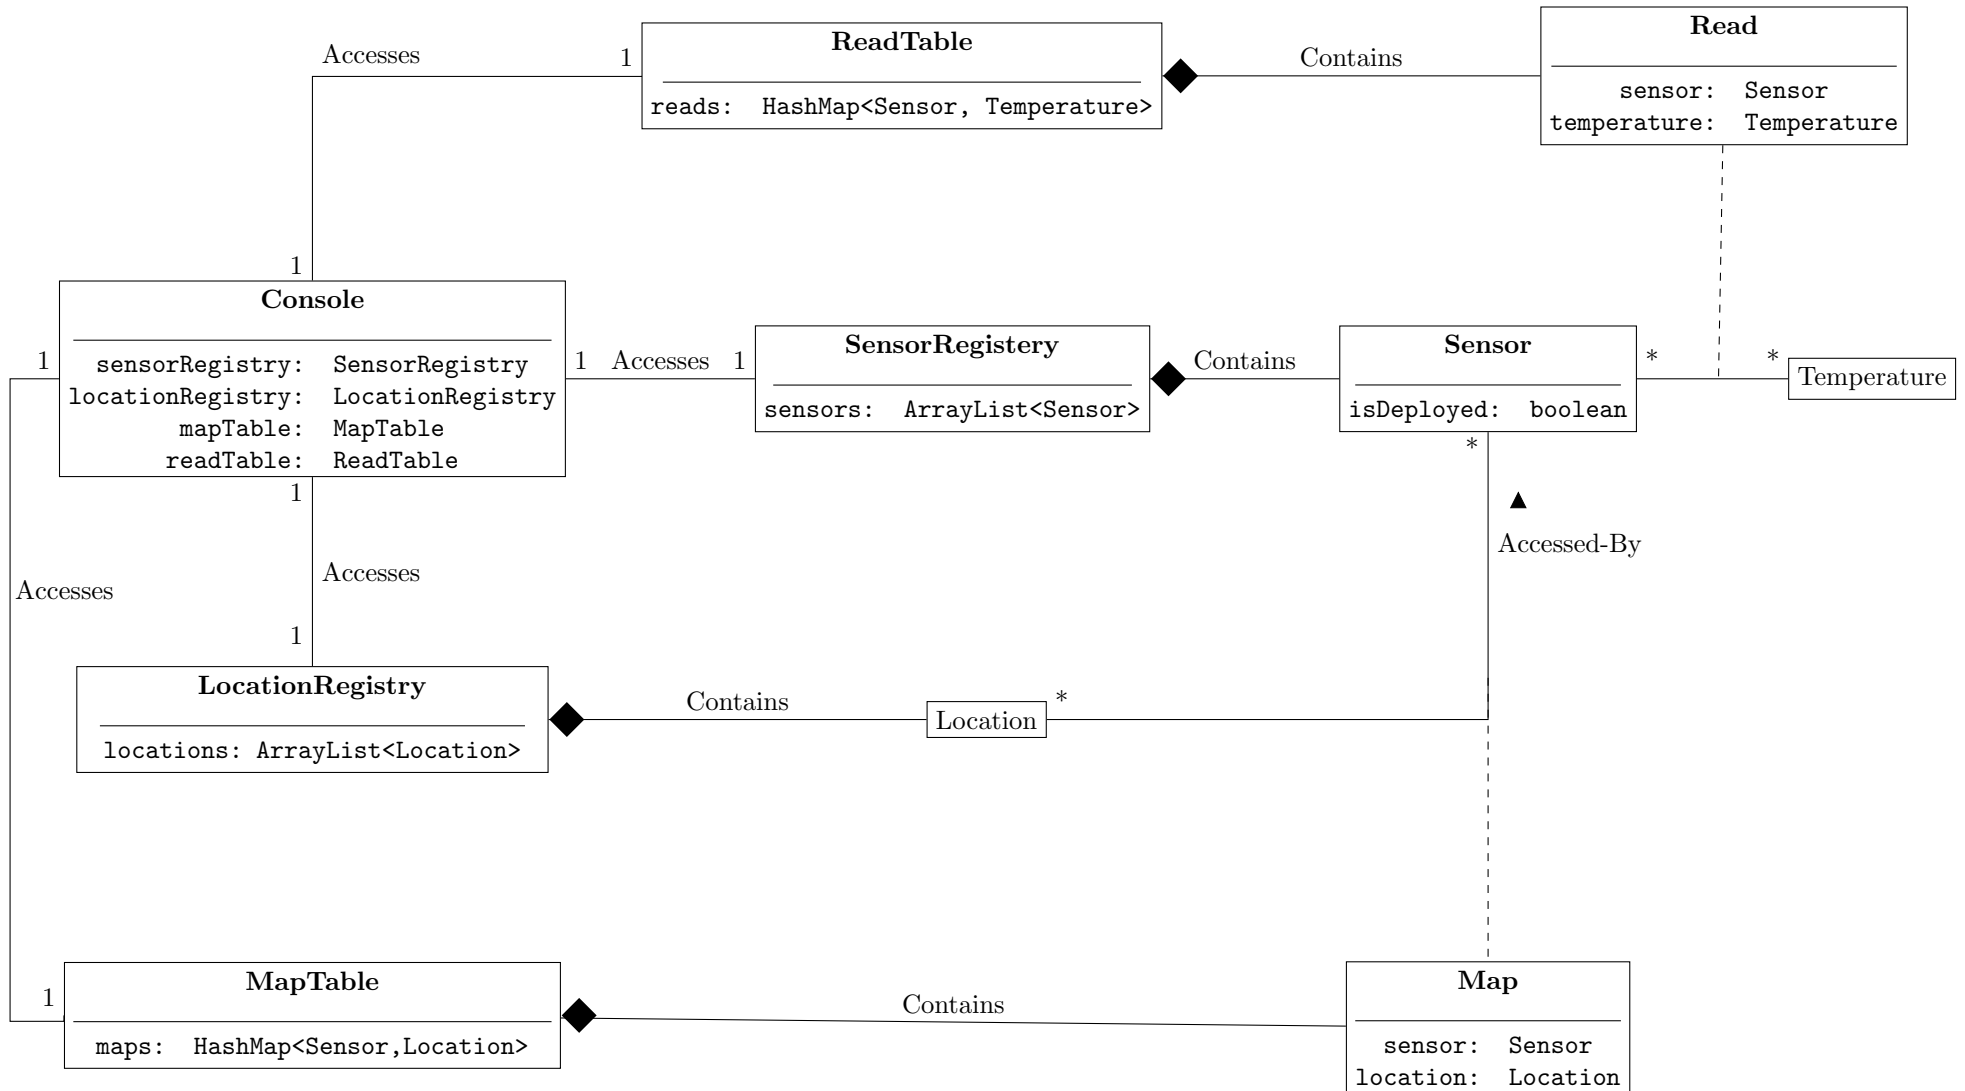 Read
ReadTable
Accesses
1
Contains
sensor: Sensor
reads: HashMap<Sensor, Temperature>
temperature: Temperature
1
Console
SensorRegistery
Sensor
1
sensorRegistry: SensorRegistry
1
Accesses
1
Contains
*
*
Temperature
locationRegistry: LocationRegistry
sensors: ArrayList<Sensor>
isDeployed: boolean
mapTable: MapTable
*
readTable: ReadTable
1
Accessed-By
Accesses
Accesses
1
LocationRegistry
Contains
*
Location
locations: ArrayList<Location>
MapTable
Map
1
Contains
maps: HashMap<Sensor,Location>
sensor: Sensor
location: Location